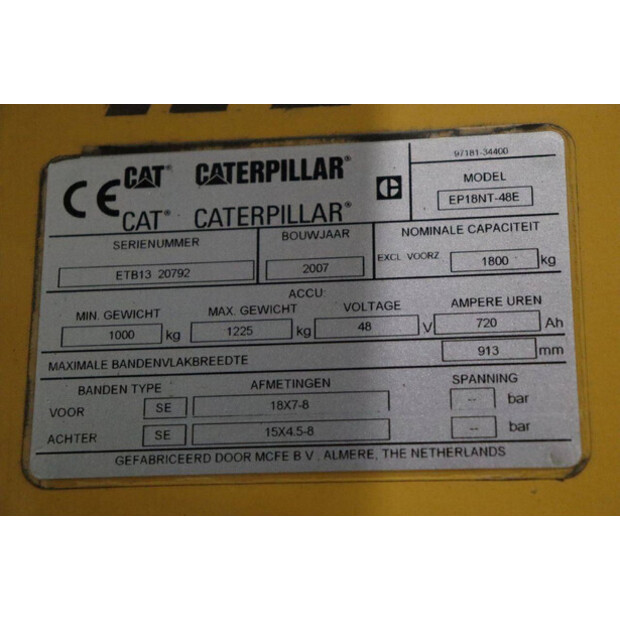 97181-34400
CE CAT® CATERPILLAR® C MODEL
CAT® CATERPILLAR® EP18NT-48E
SERIENUMMER BOUWJAAR NOMINALE CAPACITEIT
ETB13 20792 2007 EXCL VOORZ 1800 kg
ACCU:
MIN. GEWICHT MAX. GEWICHT VOLTAGE AMPERE UREN
1000 kg 1225 kg 48 V 720 Ah
MAXIMALE BANDENVLAKBREEDTE 913 mm
BANDEN TYPE AFMETINGEN SPANNING
VOOR SE 18X7-8 -- bar
ACHTER SE 15X4.5-8 -- bar
GEFABRICEERD DOOR MCFE B.V. ALMERE, THE NETHERLANDS